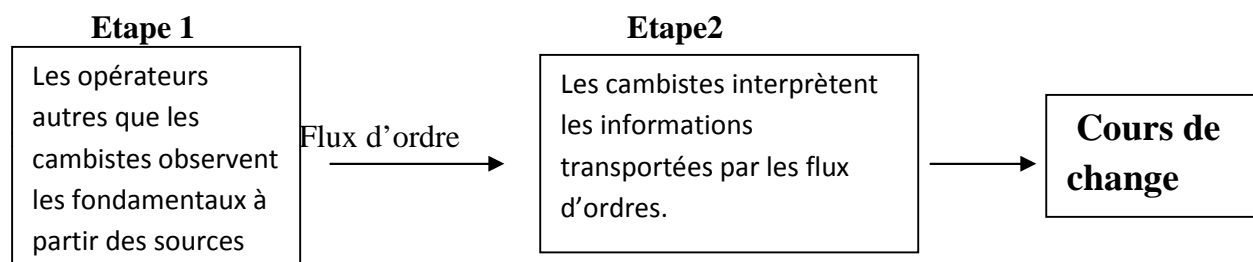 Etape 1
Les opérateurs
autres que les
cambistes observent
les fondamentaux à
partir des sources
Flux d’ordre
Etape2
Les cambistes interprètent
les informations
transportées par les flux
d’ordres.
Cours de
change